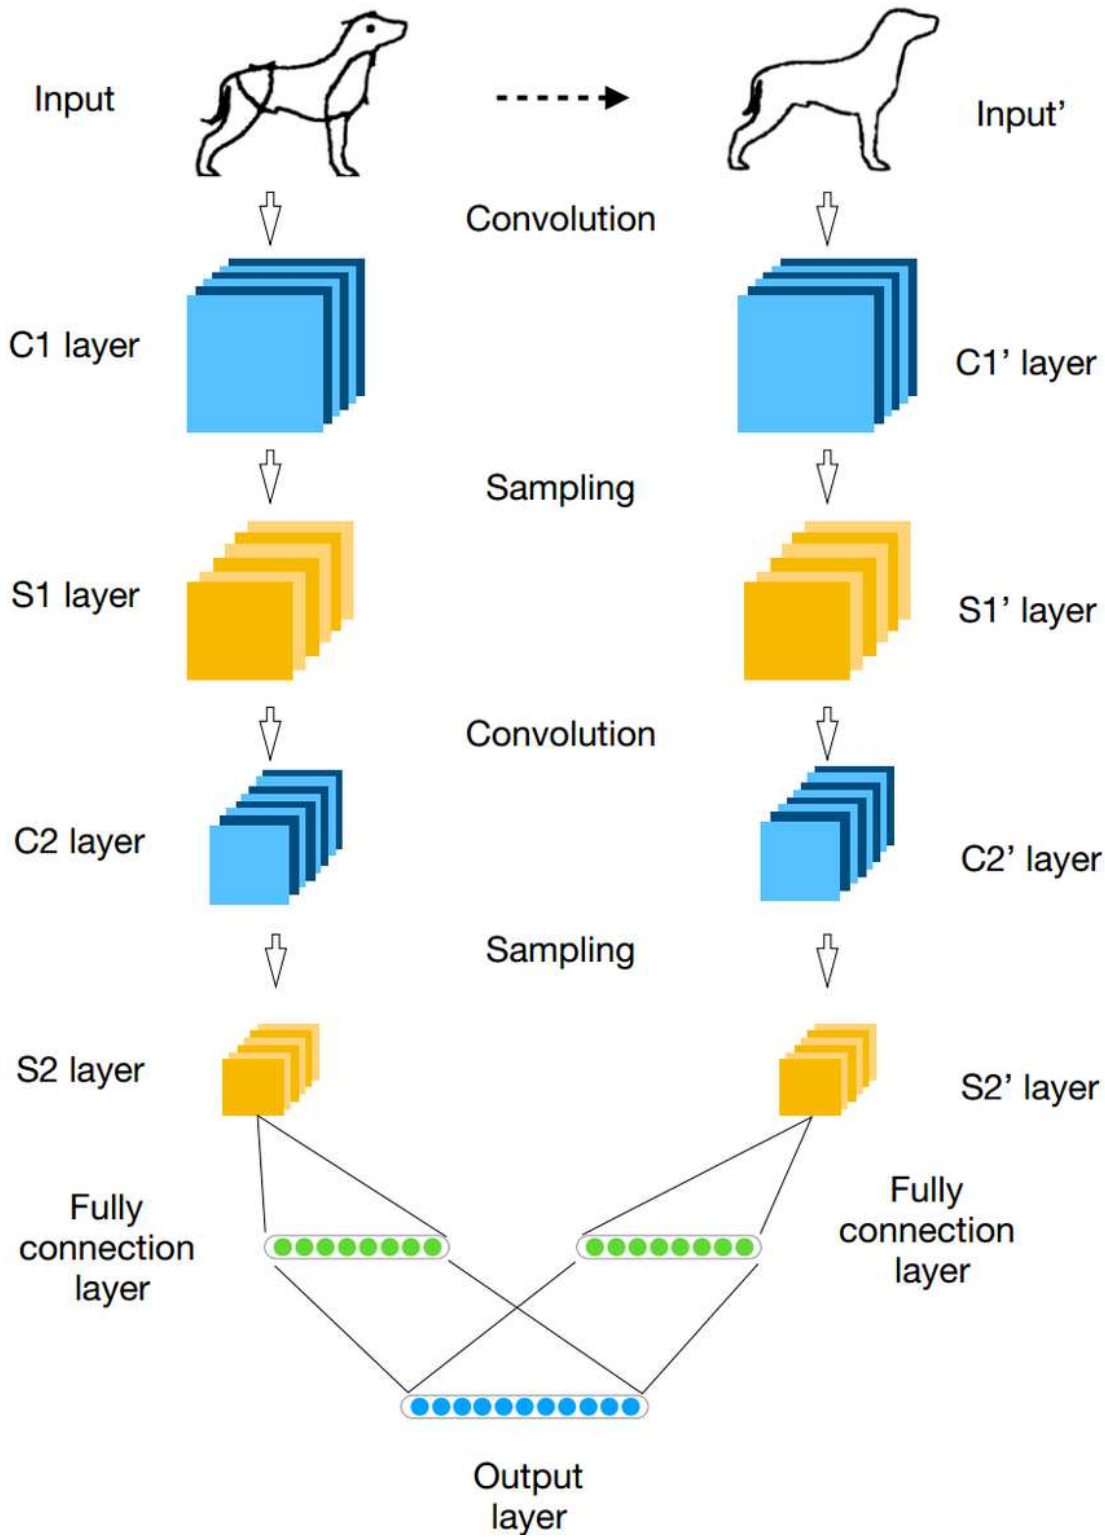 Input
Input’
Convolution
C1 layer
C1’ layer
Sampling
S1 layer
S1’ layer
Convolution
C2 layer
C2’ layer
Sampling
S2 layer
S2’ layer
Fully
connection
layer
Fully
connection
layer
Output
layer